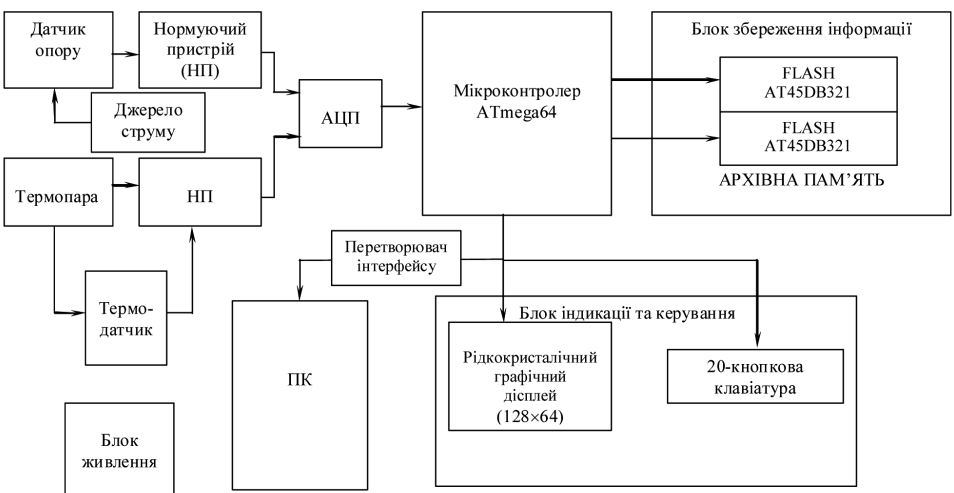 Датчик
опору
Нормуючий
пристрій
(НП)
Джерело
струму
АЦП
Мікроконтролер
ATmega64
Блок збереження інформації
FLASH
AT45DB321
FLASH
AT45DB321
АРХІВНА ПАМ’ЯТЬ
Термопара
НП
Термо-
датчик
Перетворювач
інтерфейсу
ПК
Блок індикації та керування
Рідкокристалічний
графічний
дісплей
(128×64)
20-кнопкова
клавіатура
Блок
живлення